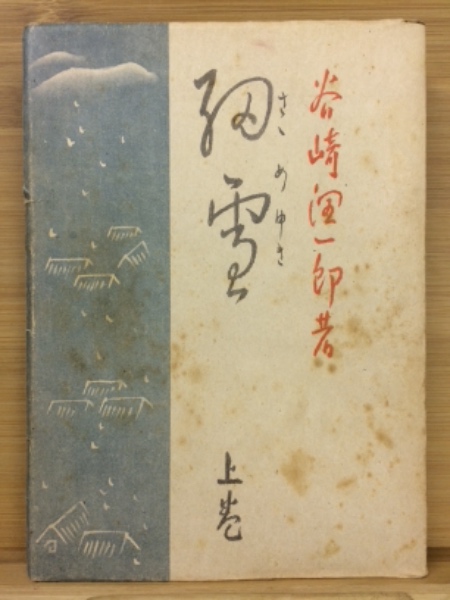 谷崎潤一郎著
細雪
さゝめゆき
上巻